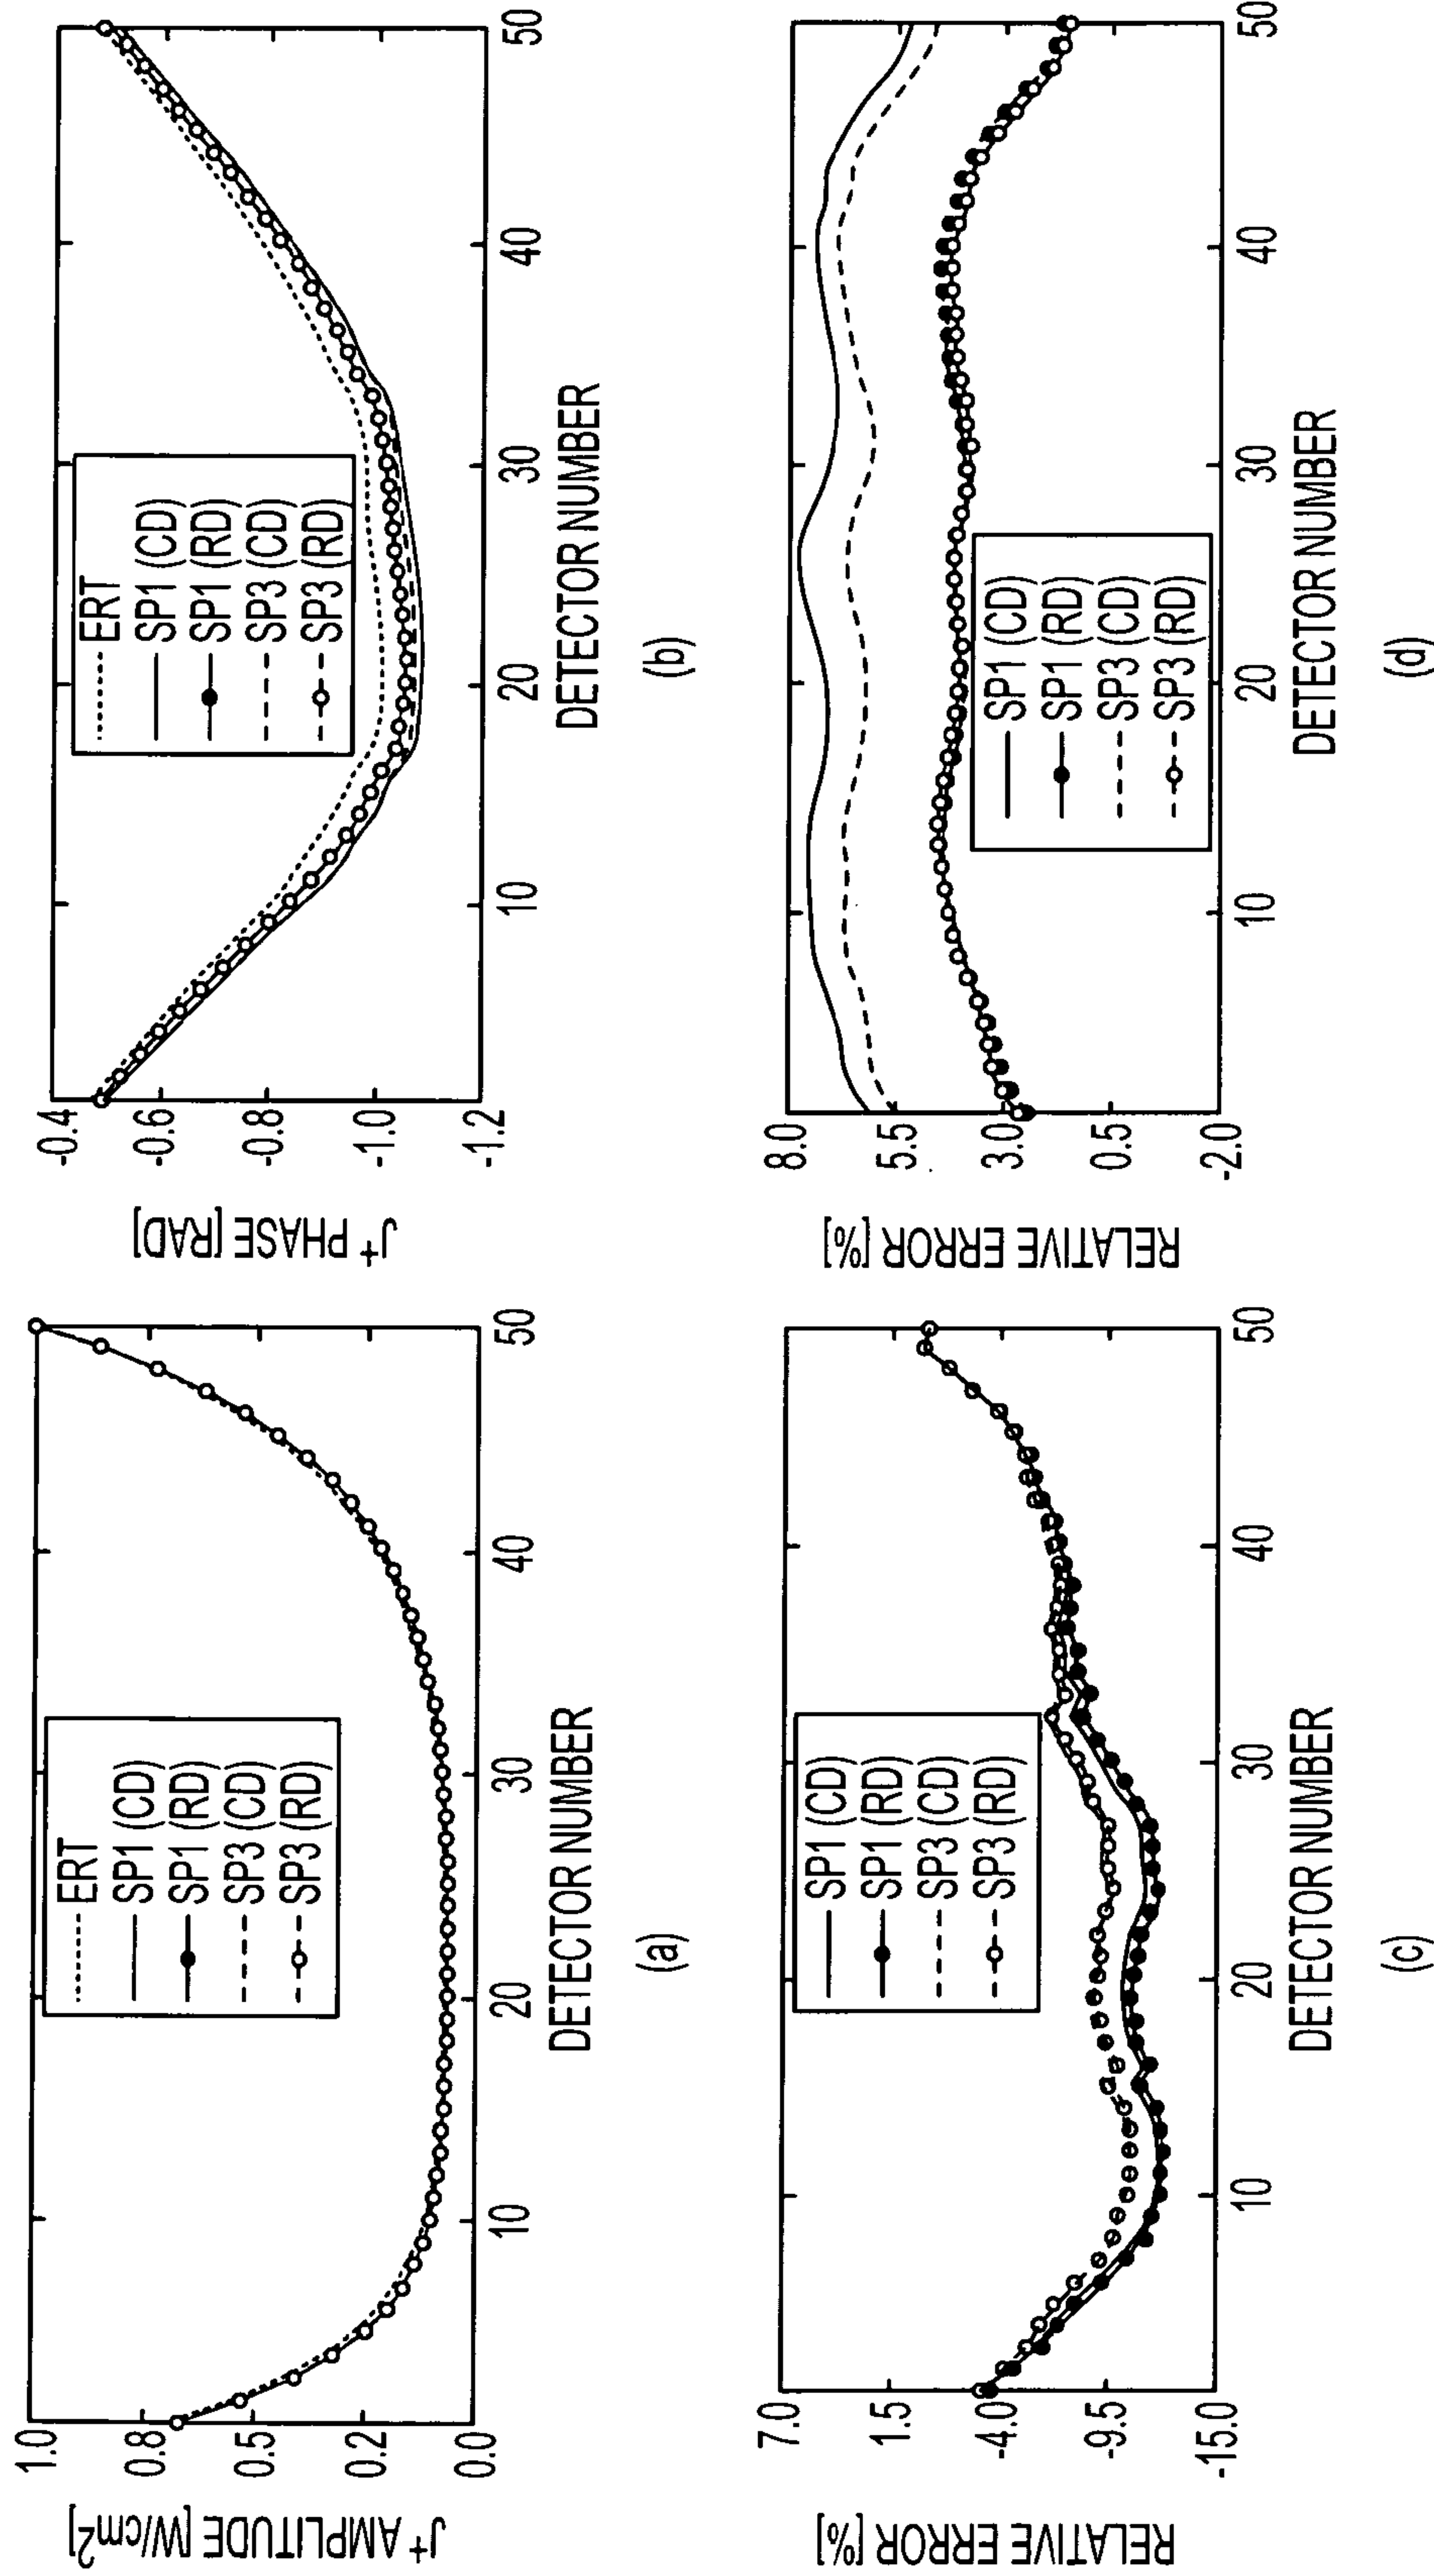 J+ AMPLITUDE [W/cm2]
1.0
0.8
0.5
0.2
0.0
ERT
SP1 (CD)
SP1 (RD)
SP3 (CD)
SP3 (RD)
10
20
30
40
50
DETECTOR NUMBER
(a)
J+ PHASE [RAD]
-0.4
-0.6
-0.8
-1.0
-1.2
ERT
SP1 (CD)
SP1 (RD)
SP3 (CD)
SP3 (RD)
10
20
30
40
50
DETECTOR NUMBER
(b)
RELATIVE ERROR [%]
7.0
1.5
-4.0
-9.5
-15.0
SP1 (CD)
SP1 (RD)
SP3 (CD)
SP3 (RD)
10
20
30
40
50
DETECTOR NUMBER
(c)
RELATIVE ERROR [%]
8.0
5.5
3.0
0.5
-2.0
SP1 (CD)
SP1 (RD)
SP3 (CD)
SP3 (RD)
10
20
30
40
50
DETECTOR NUMBER
(d)